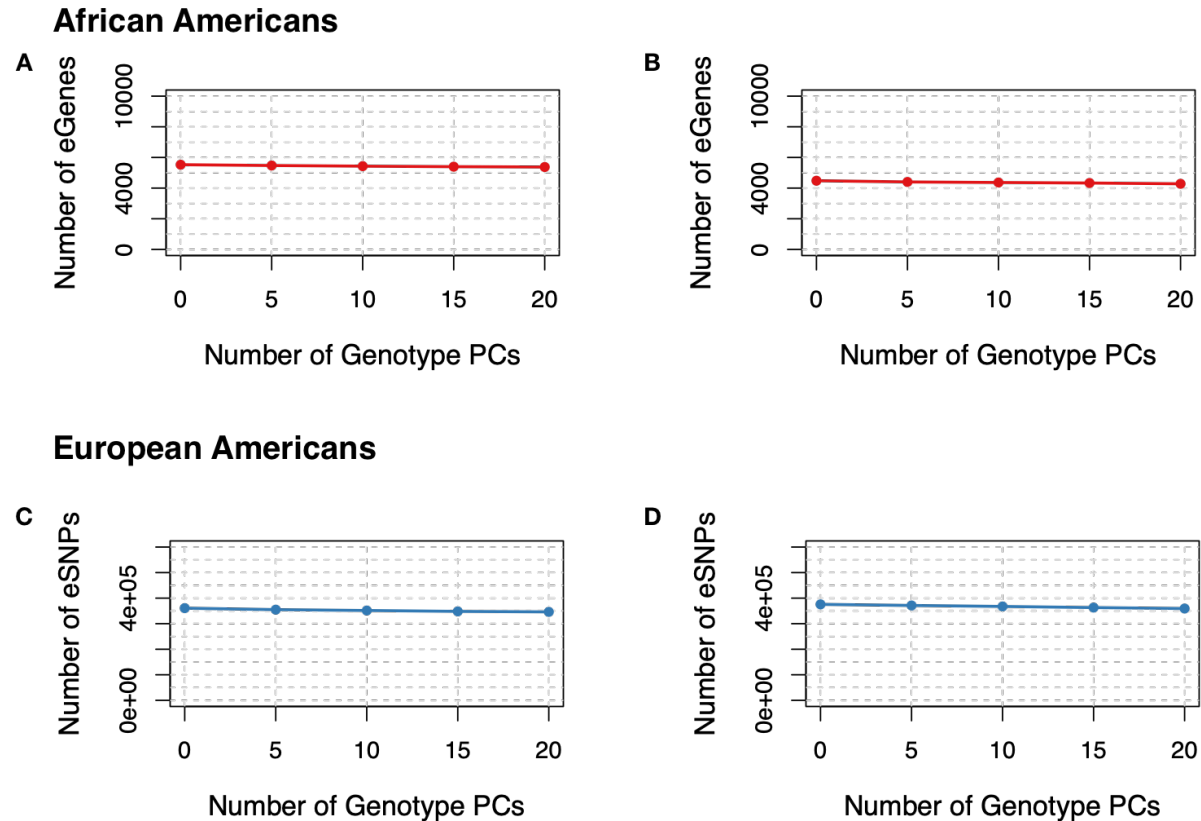 African Americans
A
Number of eGenes
0 4000 10000
0 5 10 15 20
Number of Genotype PCs
B
Number of eGenes
0 4000 10000
0 5 10 15 20
Number of Genotype PCs
European Americans
C
Number of eSNPs
0e+00 4e+05
0 5 10 15 20
Number of Genotype PCs
D
Number of eSNPs
0e+00 4e+05
0 5 10 15 20
Number of Genotype PCs